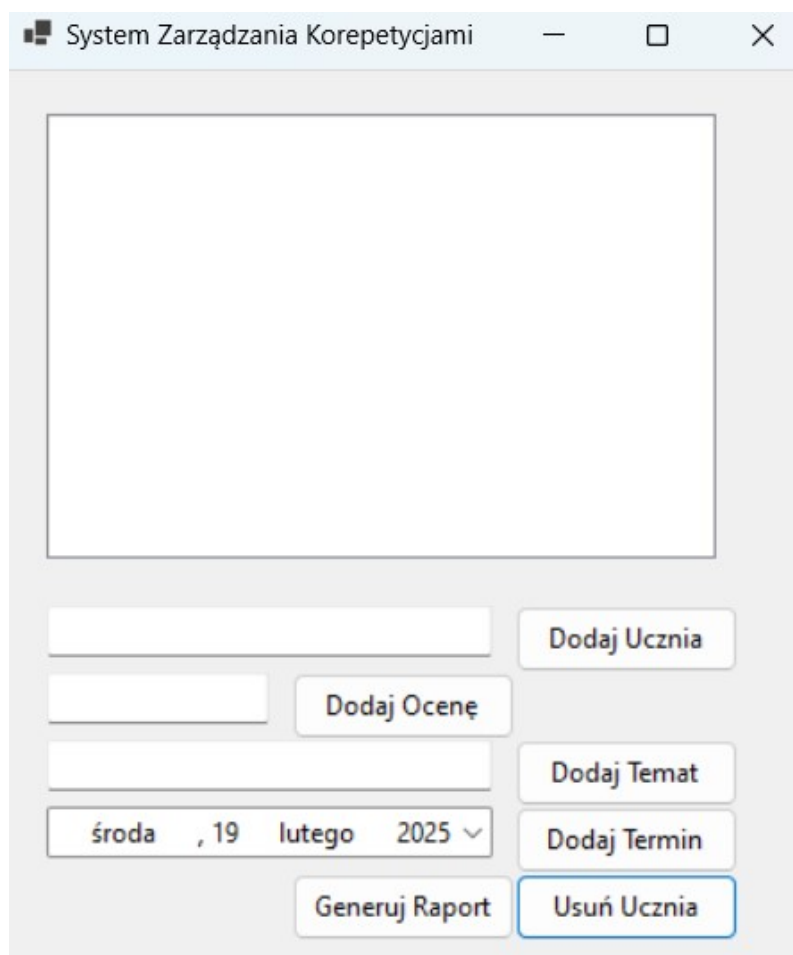 System Zarządzania Korepetycjami
Dodaj Ucznia
Dodaj Ocenę
Dodaj Temat
środa , 19 lutego 2025
Dodaj Termin
Generuj Raport
Usuń Ucznia